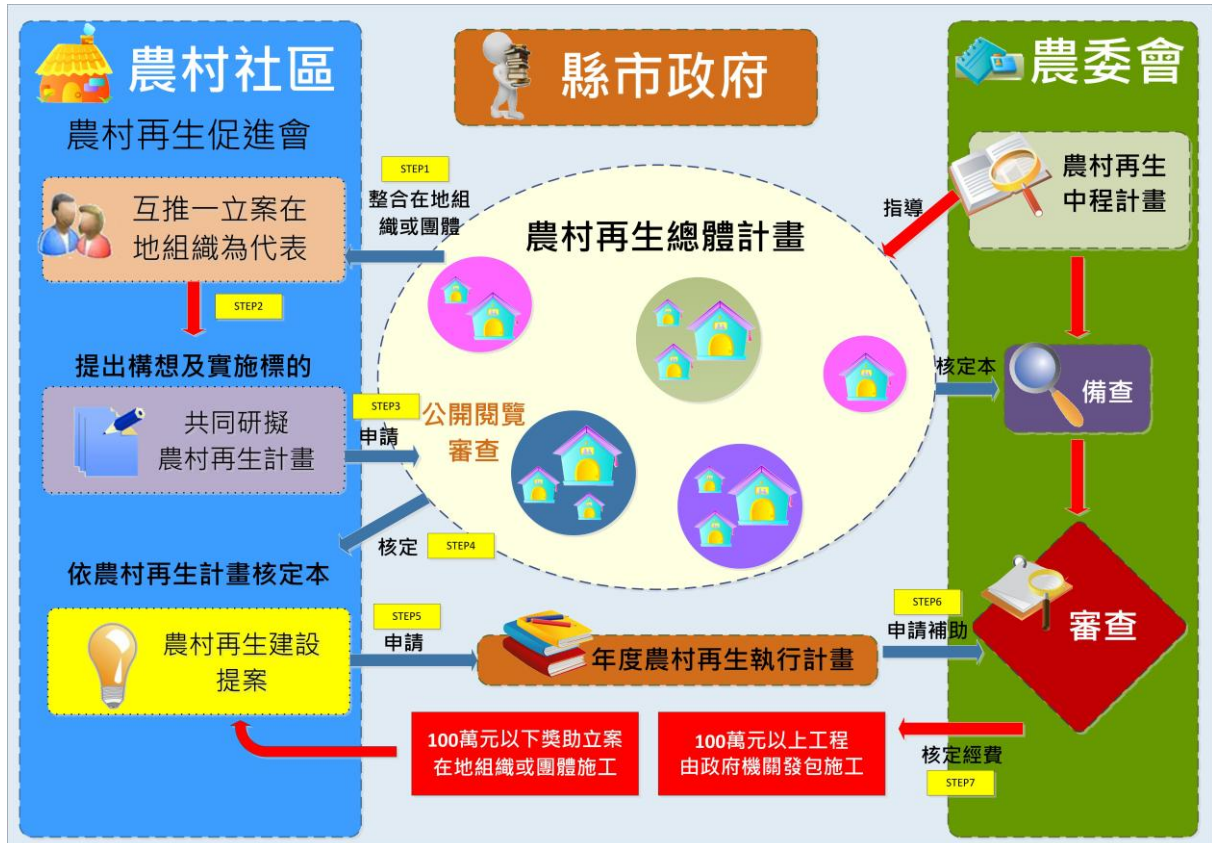 農村社區
農村再生促進會
縣市政府
農委會
STEP1
整合在地組
織或團體
互推一立案在
地組織為代表
STEP2
提出構想及實施標的
共同研擬
農村再生計畫
STEP3
申請
公開閱覽
審查
農村再生總體計畫
指導
農村再生
中程計畫
核定本
備查
核定
STEP4
依農村再生計畫核定本
農村再生建設
提案
STEP5
申請
年度農村再生執行計畫
STEP6
申請補助
審查
100萬元以下獎助立案
在地組織或團體施工
100萬元以上工程
由政府機關發包施工
核定經費
STEP7